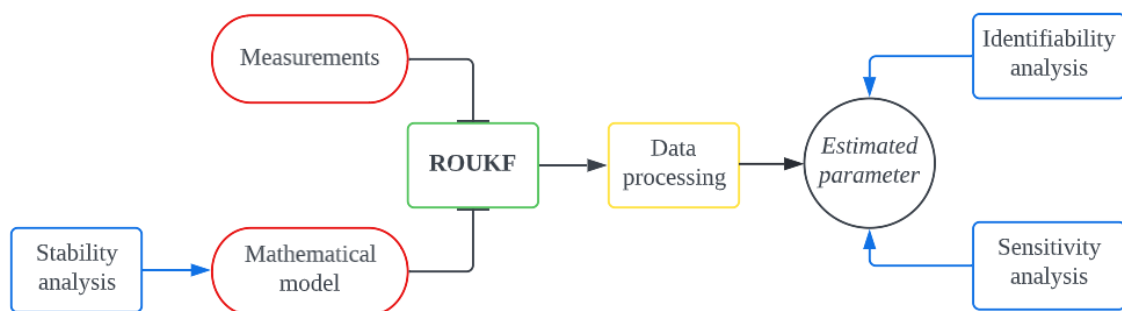 Measurements
Identifiability
analysis
ROUKF
Data
processing
Estimated
parameter
Stability
analysis
Mathematical
model
Sensitivity
analysis